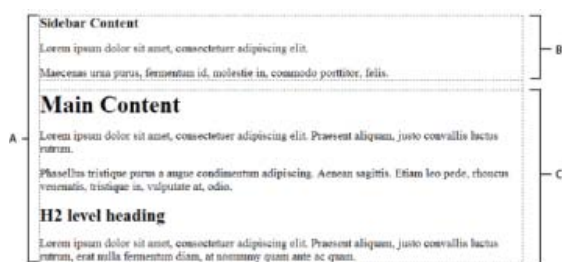 Sidebar Content
Lorem ipsum dolor sit amet, consectetuer adipiscing elit.
Maecenas urna purus, fermentum id, molestie in, commodo porttitor, felis.
Main Content
Lorem ipsum dolor sit amet, consectetuer adipiscing elit. Praesent aliquam, justo convallis luctus
rutrum.
Phasellus tristique purus a augue condimentum adipiscing. Aenean sagittis. Etiam leo pede, rhoncus
venenatis, tristique in, vulputate at, odio.
H2 level heading
Lorem ipsum dolor sit amet, consectetuer adipiscing elit. Praesent aliquam, justo convallis luctus
rutrum, erat nulla fermentum diam, at nonummy quam ante ac quam.
A
B
C